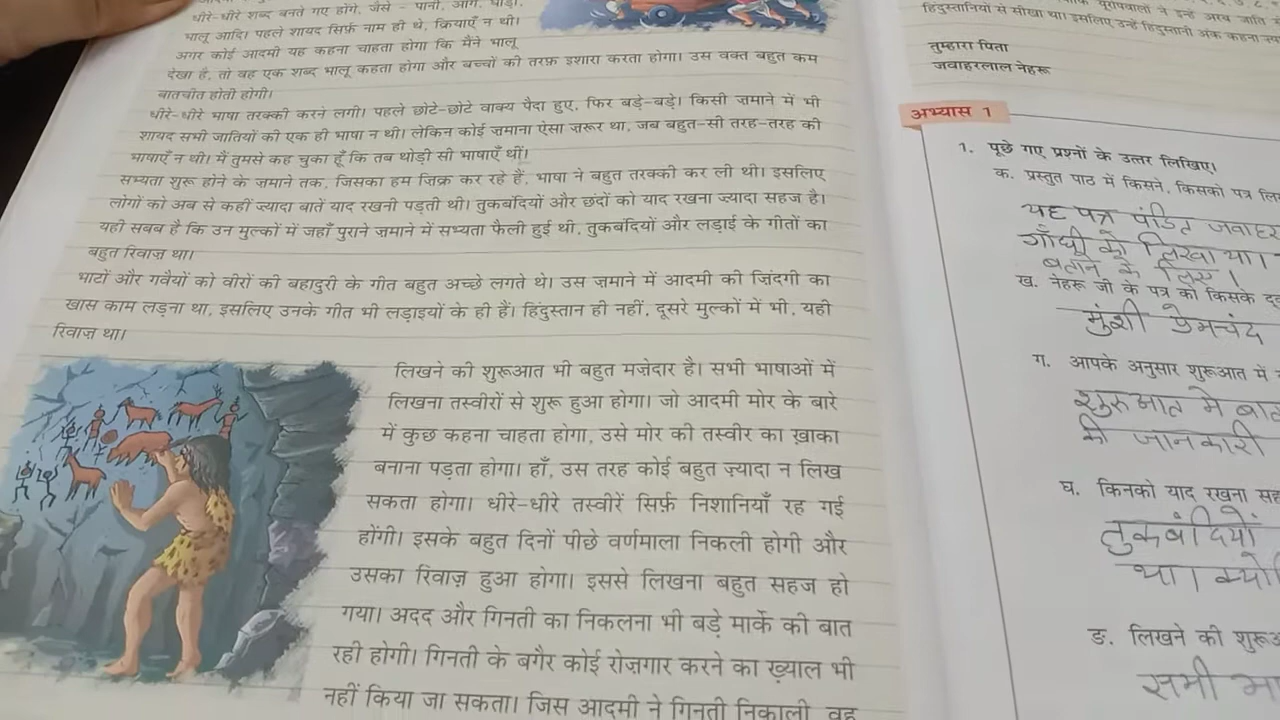 धीरे-धीरे शब्द बनते गए होंगे, जैसे - पानी, आग, घोड़ा,
भालू आदि। पहले शायद सिर्फ़ नाम ही थे, क्रियाएँ न थीं।
अगर कोई आदमी यह कहना चाहता होगा कि मैंने भालू
देखा है, तो वह एक शब्द भालू कहता होगा और बच्चों की तरफ़ इशारा करता होगा। उस वक्त बहुत कम
बातचीत होती होगी।
धीरे-धीरे भाषा तरक्की करने लगी। पहले छोटे-छोटे वाक्य पैदा हुए, फिर बड़े-बड़े। किसी ज़माने में भी
शायद सभी जातियों की एक ही भाषा न थी। लेकिन कोई ज़माना ऐसा ज़रूर था, जब बहुत-सी तरह-तरह की
भाषाएँ न थी। मैं तुमसे कह चुका हूँ कि तब थोड़ी सी भाषाएँ थीं।
सभ्यता शुरू होने के ज़माने तक, जिसका हम ज़िक्र कर रहे हैं, भाषा ने बहुत तरक्की कर ली थी। इसलिए
लोगों को अब से कहीं ज्यादा बातें याद रखनी पड़ती थी। तुकबंदियों और छंदों को याद रखना ज्यादा सहज है।
यही सबब है कि उन मुल्कों में जहाँ पुराने ज़माने में सभ्यता फैली हुई थी, तुकबंदियों और लड़ाई के गीतों का
बहुत रिवाज़ था।
भाटों और गवैयों को वीरों की बहादुरी के गीत बहुत अच्छे लगते थे। उस ज़माने में आदमी की ज़िंदगी का
खास काम लड़ना था, इसलिए उनके गीत भी लड़ाइयों के ही हैं। हिंदुस्तान ही नहीं, दूसरे मुल्कों में भी, यही
रिवाज़ था।
लिखने की शुरूआत भी बहुत मज़ेदार है। सभी भाषाओं में
लिखना तस्वीरों से शुरू हुआ होगा। जो आदमी मोर के बारे
में कुछ कहना चाहता होगा, उसे मोर की तस्वीर का ख़ाका
बनाना पड़ता होगा। हाँ, उस तरह कोई बहुत ज़्यादा न लिख
सकता होगा। धीरे-धीरे तस्वीरें सिर्फ़ निशानियाँ रह गई
होंगी। इसके बहुत दिनों पीछे वर्णमाला निकली होगी और
उसका रिवाज़ हुआ होगा। इससे लिखना बहुत सहज हो
गया। अदद और गिनती का निकलना भी बड़े मार्के की बात
रही होगी। गिनती के बगैर कोई रोज़गार करने का ख़्याल भी
नहीं किया जा सकता। जिस आदमी ने गिनती निकाली, वह
हिंदुस्तानियों से सीखा था। इसलिए उन्हें हिंदुस्तानी अंक कहना
तुम्हारा पिता
जवाहरलाल नेहरू
अभ्यास 1
1. पूछे गए प्रश्नों के उत्तर लिखिए।
क. प्रस्तुत पाठ में किसने, किसको पत्र
यह पत्र पंडित
गाँधी को लिखा था।
बताने के लिए।
ख. नेहरू जी के पत्र को किसके
मुंशी प्रेमचंद
ग. आपके अनुसार शुरूआत में
शुरुआत में
की जानकारी
घ. किनको याद रखना
तुकबंदियों
था। क्योंकि
ङ. लिखने की
सभी